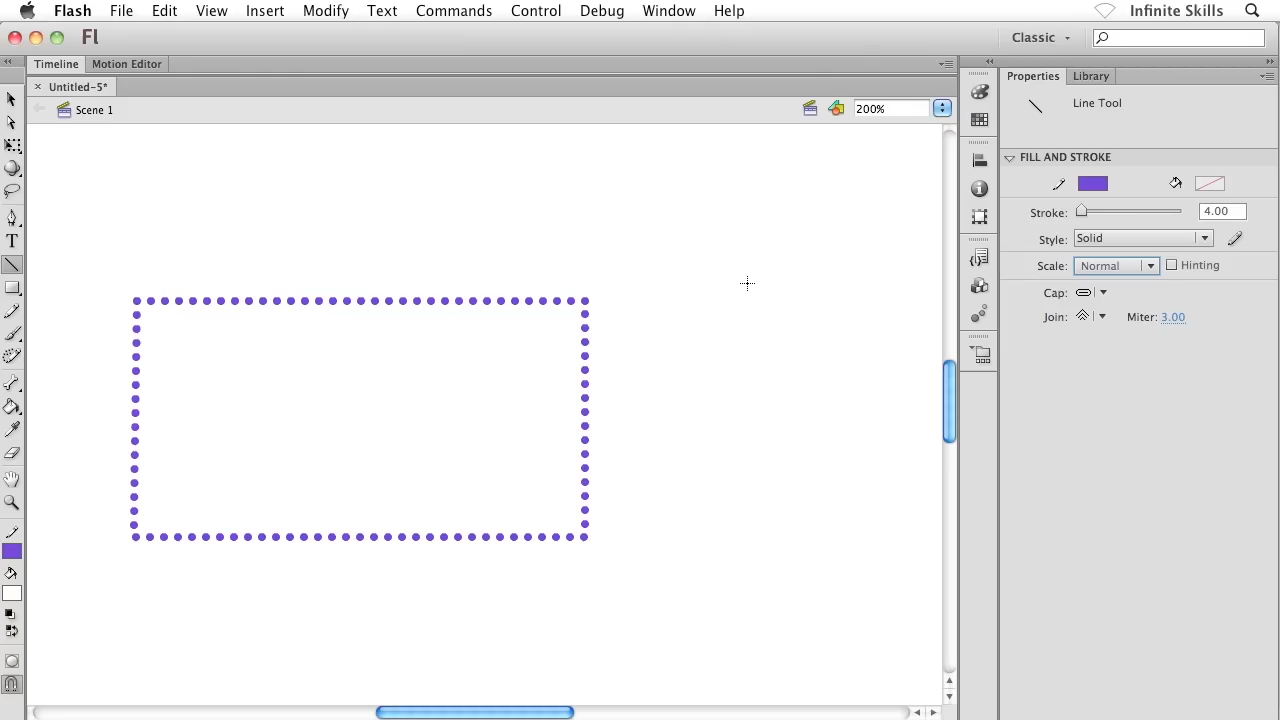 Flash File Edit View Insert Modify Text Commands Control Debug Window Help Infinite Skills
Fl Classic
Timeline Motion Editor
Untitled-5*
Scene 1 200%
Properties Library
Line Tool
FILL AND STROKE
Stroke: 4.00
Style: Solid
Scale: Normal Hinting
Cap:
Join: Miter: 3.00
T